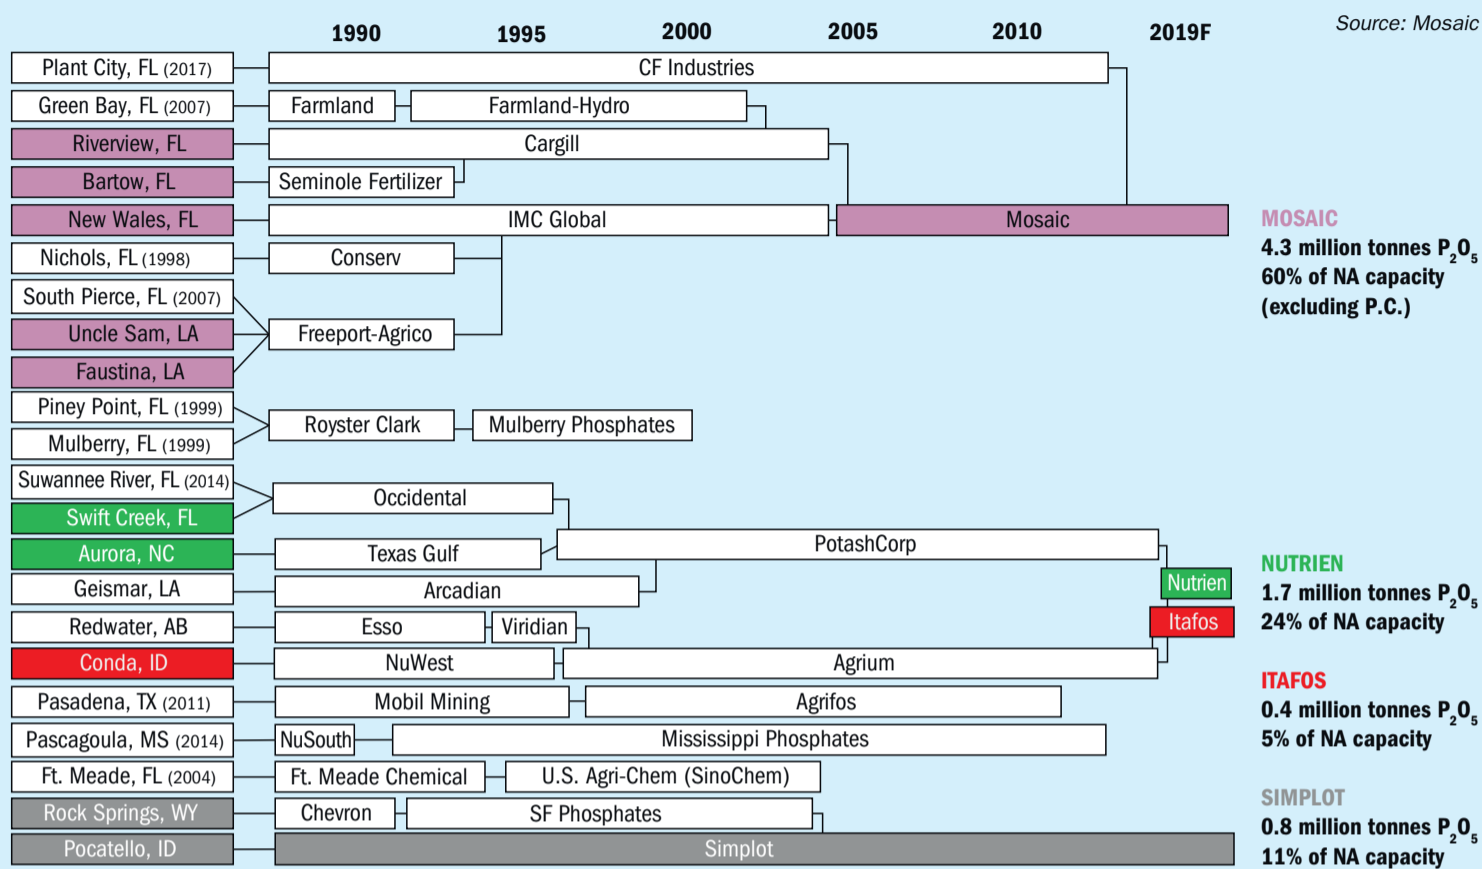 1990 1995 2000 2005 2010 2019F
Source: Mosaic
Plant City, FL (2017) CF Industries
Green Bay, FL (2007) Farmland Farmland-Hydro
Riverview, FL Cargill
Bartow, FL Seminole Fertilizer
New Wales, FL IMC Global Mosaic
Nichols, FL (1998) Conserv
South Pierce, FL (2007)
Uncle Sam, LA Freeport-Agrico
Faustina, LA
Piney Point, FL (1999)
Royster Clark Mulberry Phosphates
Mulberry, FL (1999)
Suwannee River, FL (2014)
Occidental
Swift Creek, FL
PotashCorp
Aurora, NC Texas Gulf
Geismar, LA Arcadian
Nutrien
Redwater, AB Esso Viridian
Itafos
Conda, ID NuWest Agrium
Pasadena, TX (2011) Mobil Mining Agrifos
Pascagoula, MS (2014) NuSouth Mississippi Phosphates
Ft. Meade, FL (2004) Ft. Meade Chemical U.S. Agri-Chem (SinoChem)
Rock Springs, WY Chevron SF Phosphates
Pocatello, ID Simplot
MOSAIC
4.3 million tonnes P₂O₅
60% of NA capacity
(excluding P.C.)
NUTRIEN
1.7 million tonnes P₂O₅
24% of NA capacity
ITAFOS
0.4 million tonnes P₂O₅
5% of NA capacity
SIMPLOT
0.8 million tonnes P₂O₅
11% of NA capacity